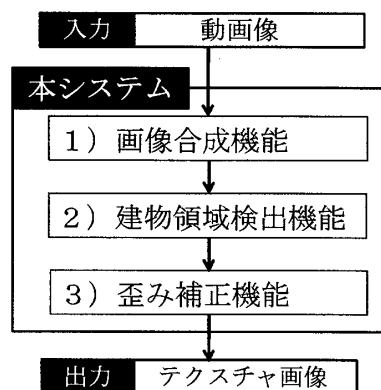 入力 動画像
本システム
1)画像合成機能
2)建物領域検出機能
3)歪み補正機能
出力 テクスチャ画像